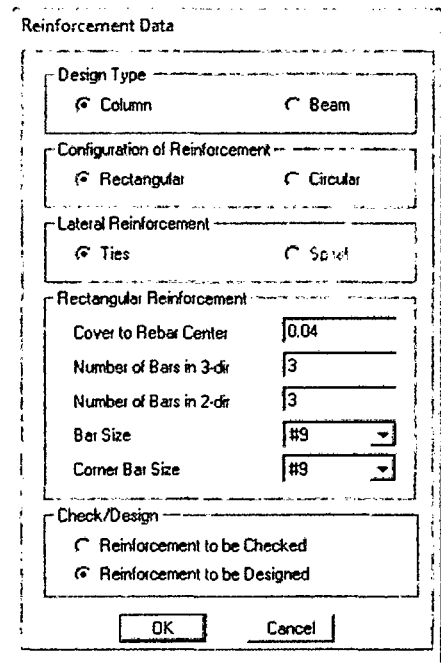 Reinforcement Data
Design Type
Column Beam
Configuration of Reinforcement
Rectangular Circular
Lateral Reinforcement
Ties Spiral
Rectangular Reinforcement
Cover to Rebar Center 0.04
Number of Bars in 3-dir 3
Number of Bars in 2-dir 3
Bar Size #9
Corner Bar Size #9
Check/Design
Reinforcement to be Checked
Reinforcement to be Designed
OK Cancel